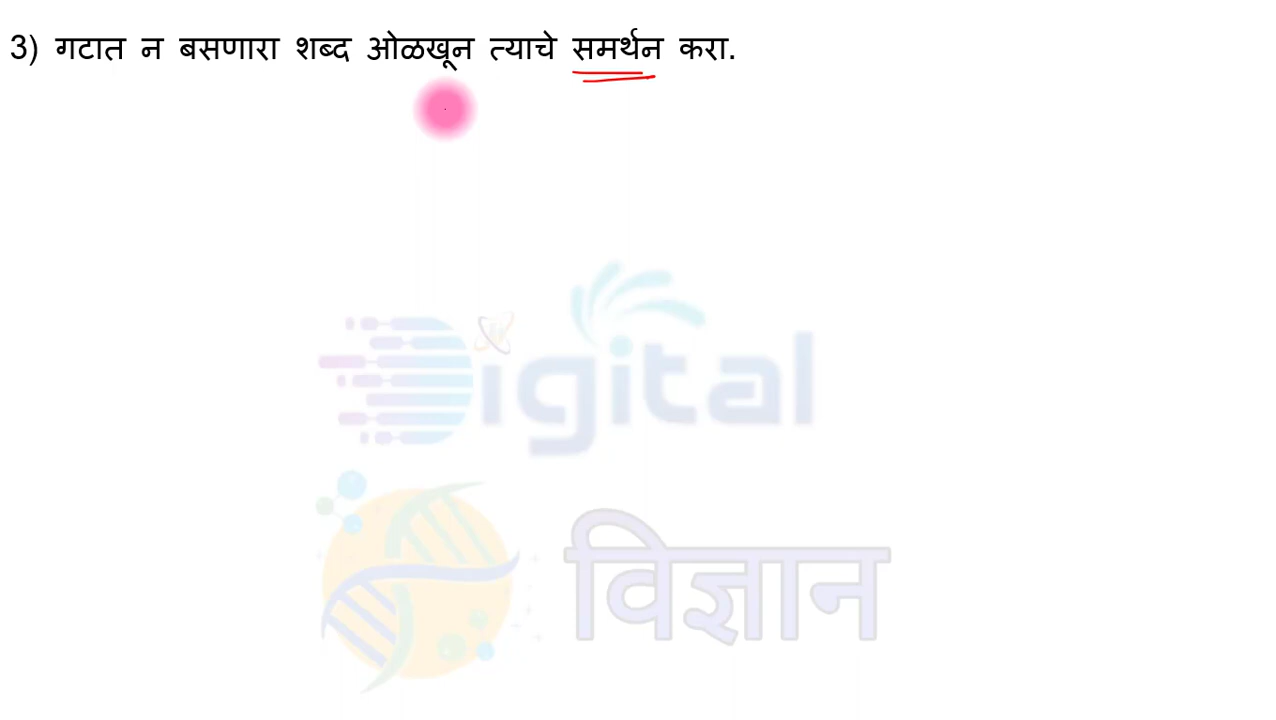 3) गटात न बसणारा शब्द ओळखून त्याचे समर्थन करा.
Digital
विज्ञान